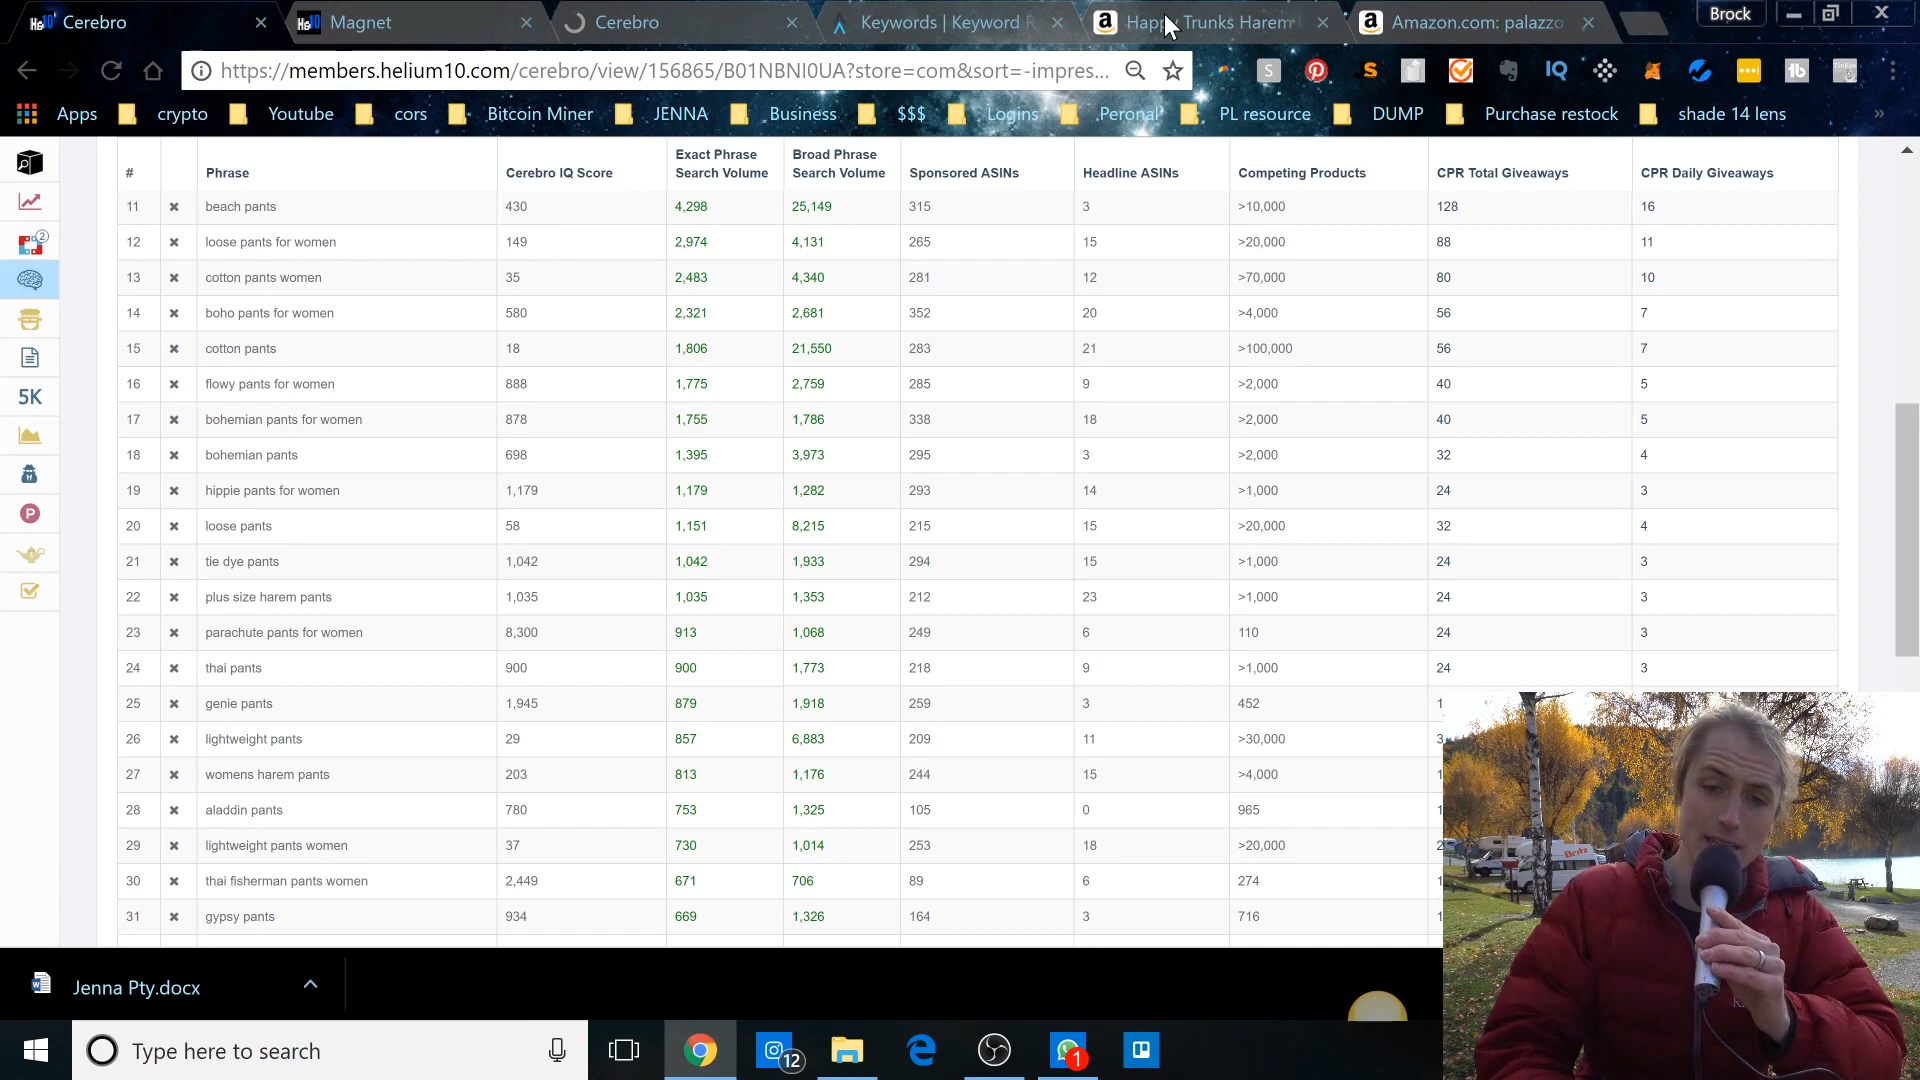 Cerebro
Magnet
Cerebro
Keywords | Keyword R
Happy Trunks Harem
Amazon.com: palazzo
Brock
https://members.helium10.com/cerebro/view/156865/B01NBNI0UA?store=com&sort=-impres...
Apps crypto Youtube cors Bitcoin Miner JENNA Business $$$ Logins Peronal PL resource DUMP Purchase restock shade 14 lens »
# Phrase Cerebro IQ Score Exact Phrase Search Volume Broad Phrase Search Volume Sponsored ASINs Headline ASINs Competing Products CPR Total Giveaways CPR Daily Giveaways
11 beach pants 430 4,298 25,149 315 3 >10,000 128 16
12 loose pants for women 149 2,974 4,131 265 15 >20,000 88 11
13 cotton pants women 35 2,483 4,340 281 12 >70,000 80 10
14 boho pants for women 580 2,321 2,681 352 20 >4,000 56 7
15 cotton pants 18 1,806 21,550 283 21 >100,000 56 7
16 flowy pants for women 888 1,775 2,759 285 9 >2,000 40 5
17 bohemian pants for women 878 1,755 1,786 338 18 >2,000 40 5
18 bohemian pants 698 1,395 3,973 295 3 >2,000 32 4
19 hippie pants for women 1,179 1,179 1,282 293 14 >1,000 24 3
20 loose pants 58 1,151 8,215 215 15 >20,000 32 4
21 tie dye pants 1,042 1,042 1,933 294 15 >1,000 24 3
22 plus size harem pants 1,035 1,035 1,353 212 23 >1,000 24 3
23 parachute pants for women 8,300 913 1,068 249 6 110 24 3
24 thai pants 900 900 1,773 218 9 >1,000 24 3
25 genie pants 1,945 879 1,918 259 3 452 1
26 lightweight pants 29 857 6,883 209 11 >30,000 3
27 womens harem pants 203 813 1,176 244 15 >4,000 1
28 aladdin pants 780 753 1,325 105 0 965 1
29 lightweight pants women 37 730 1,014 253 18 >20,000 2
30 thai fisherman pants women 2,449 671 706 89 6 274 1
31 gypsy pants 934 669 1,326 164 3 716 1
2
5K
Britz
Jenna Pty.docx
Type here to search
12
1